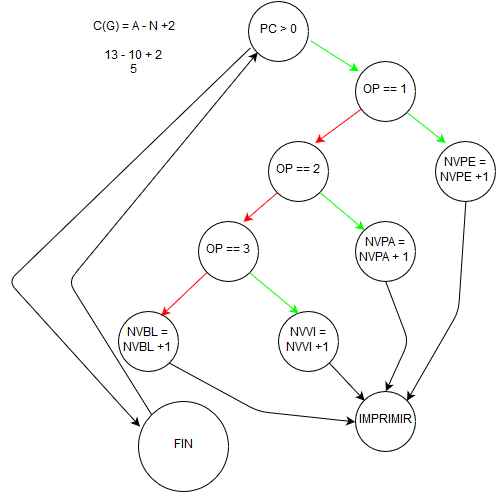 C(G) = A - N +2
13 - 10 + 2
5
PC > 0
OP == 1
OP == 2
NVPE =
NVPE +1
OP == 3
NVPA =
NVPA + 1
NVBL =
NVBL +1
NVVI =
NVVI +1
IMPRIMIR
FIN